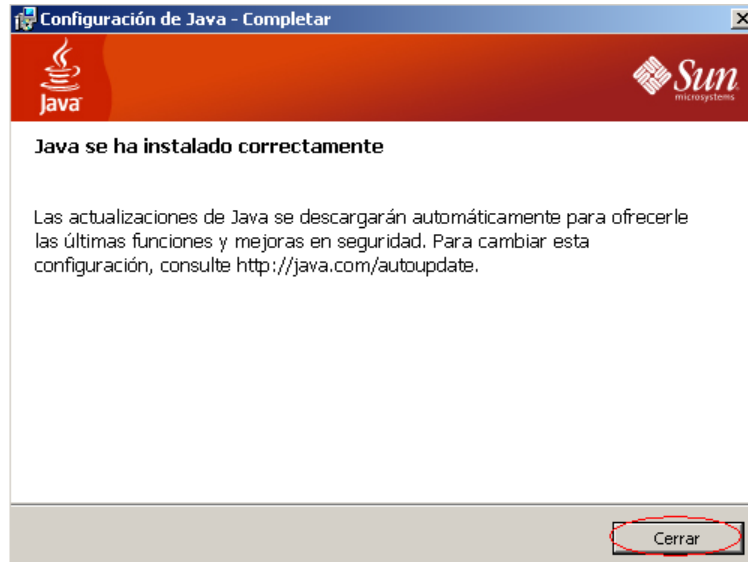 Configuración de Java - Completar
Java
Sun
microsystems
Java se ha instalado correctamente
Las actualizaciones de Java se descargarán automáticamente para ofrecerle
las últimas funciones y mejoras en seguridad. Para cambiar esta
configuración, consulte http://java.com/autoupdate.
Cerrar